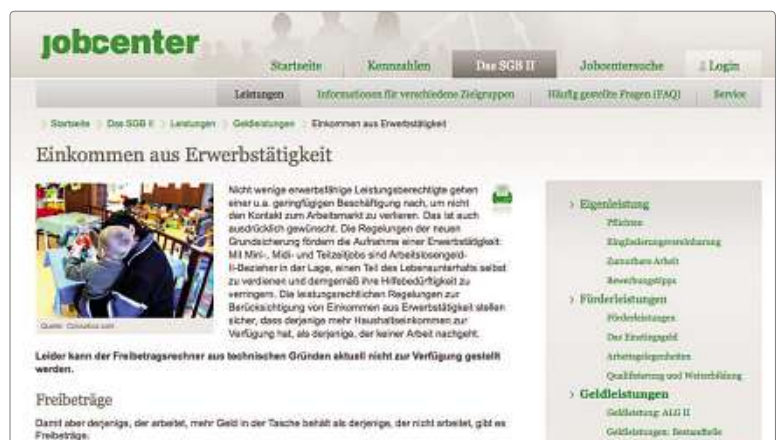 jobcenter
Startseite Kennzahlen Das SGB II Jobcentersuche Login
Leistungen Informationen für verschiedene Zielgruppen Häufig gestellte Fragen (FAQ) Service
Startseite Das SGB II Leistungen Geldleistungen Einkommen aus Erwerbstätigkeit
Einkommen aus Erwerbstätigkeit
Nicht wenige erwerbsfähige Leistungsberechtigte gehen
einer u.a. geringfügigen Beschäftigung nach, um nicht
den Kontakt zum Arbeitsmarkt zu verlieren. Das ist auch
ausdrücklich gewünscht. Die Regelungen der neuen
Grundsicherung fördern die Aufnahme einer Erwerbstätigkeit.
Mit Mini-, Midi- und Teilzeitjobs sind Arbeitslosengeld-
II-Bezieher in der Lage, einen Teil des Lebensunterhalts selbst
zu verdienen und demgemäß ihre Hilfebedürftigkeit zu
verringern. Die leistungsrechtlichen Regelungen zur
Berücksichtigung von Einkommen aus Erwerbstätigkeit stellen
sicher, dass derjenige mehr Haushaltseinkommen zur
Verfügung hat, als derjenige, der keiner Arbeit nachgeht.
Quelle:
Leider kann der Freibetragsrechner aus technischen Gründen aktuell nicht zur Verfügung gestellt
werden.
Freibeträge
Damit aber derjenige, der arbeitet, mehr Geld in der Tasche behält als derjenige, der nicht arbeitet, gibt es
Freibeträge.
Eigenleistung
Pflichten
Eingliederungsvereinbarung
Zumutbare Arbeit
Bewerbungstipps
Förderleistungen
Förderleistungen
Das Einstiegsgeld
Arbeitsgelegenheiten
Qualifizierung und Weiterbildung
Geldleistungen
Geldleistung: ALG II
Geldleistungen: Bestandteile